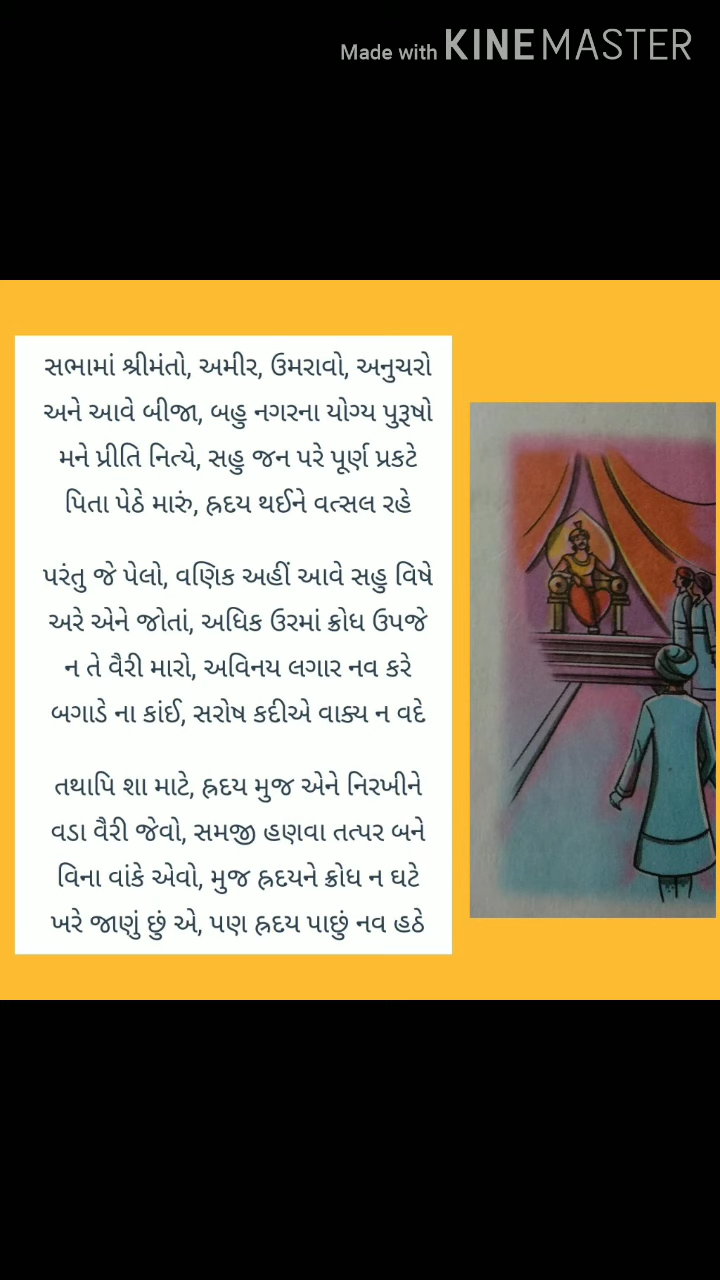 Made with KINEMASTER
સભામાં શ્રીમંતો, અમીર, ઉમરાવો, અનુચરો
અને આવે બીજા, બહુ નગરના યોગ્ય પુરૂષો
મને પ્રીતિ નિત્યે, સહુ જન પરે પૂર્ણ પ્રકટે
પિતા પેઠે મારું, હ્રદય થઈને વત્સલ રહે
પરંતુ જે પેલો, વણિક અહીં આવે સહુ વિષે
અરે એને જોતાં, અધિક ઉરમાં ક્રોધ ઉપજે
ન તે વૈરી મારો, અવિનય લગાર નવ કરે
બગાડે ના કાંઈ, સરોષ કદીએ વાક્ય ન વદે
તથાપિ શા માટે, હ્રદય મુજ એને નિરખીને
વડા વૈરી જેવો, સમજી હણવા તત્પર બને
વિના વાંકે એવો, મુજ હ્રદયને ક્રોધ ન ઘટે
ખરે જાણું છું એ, પણ હ્રદય પાછું નવ હઠે